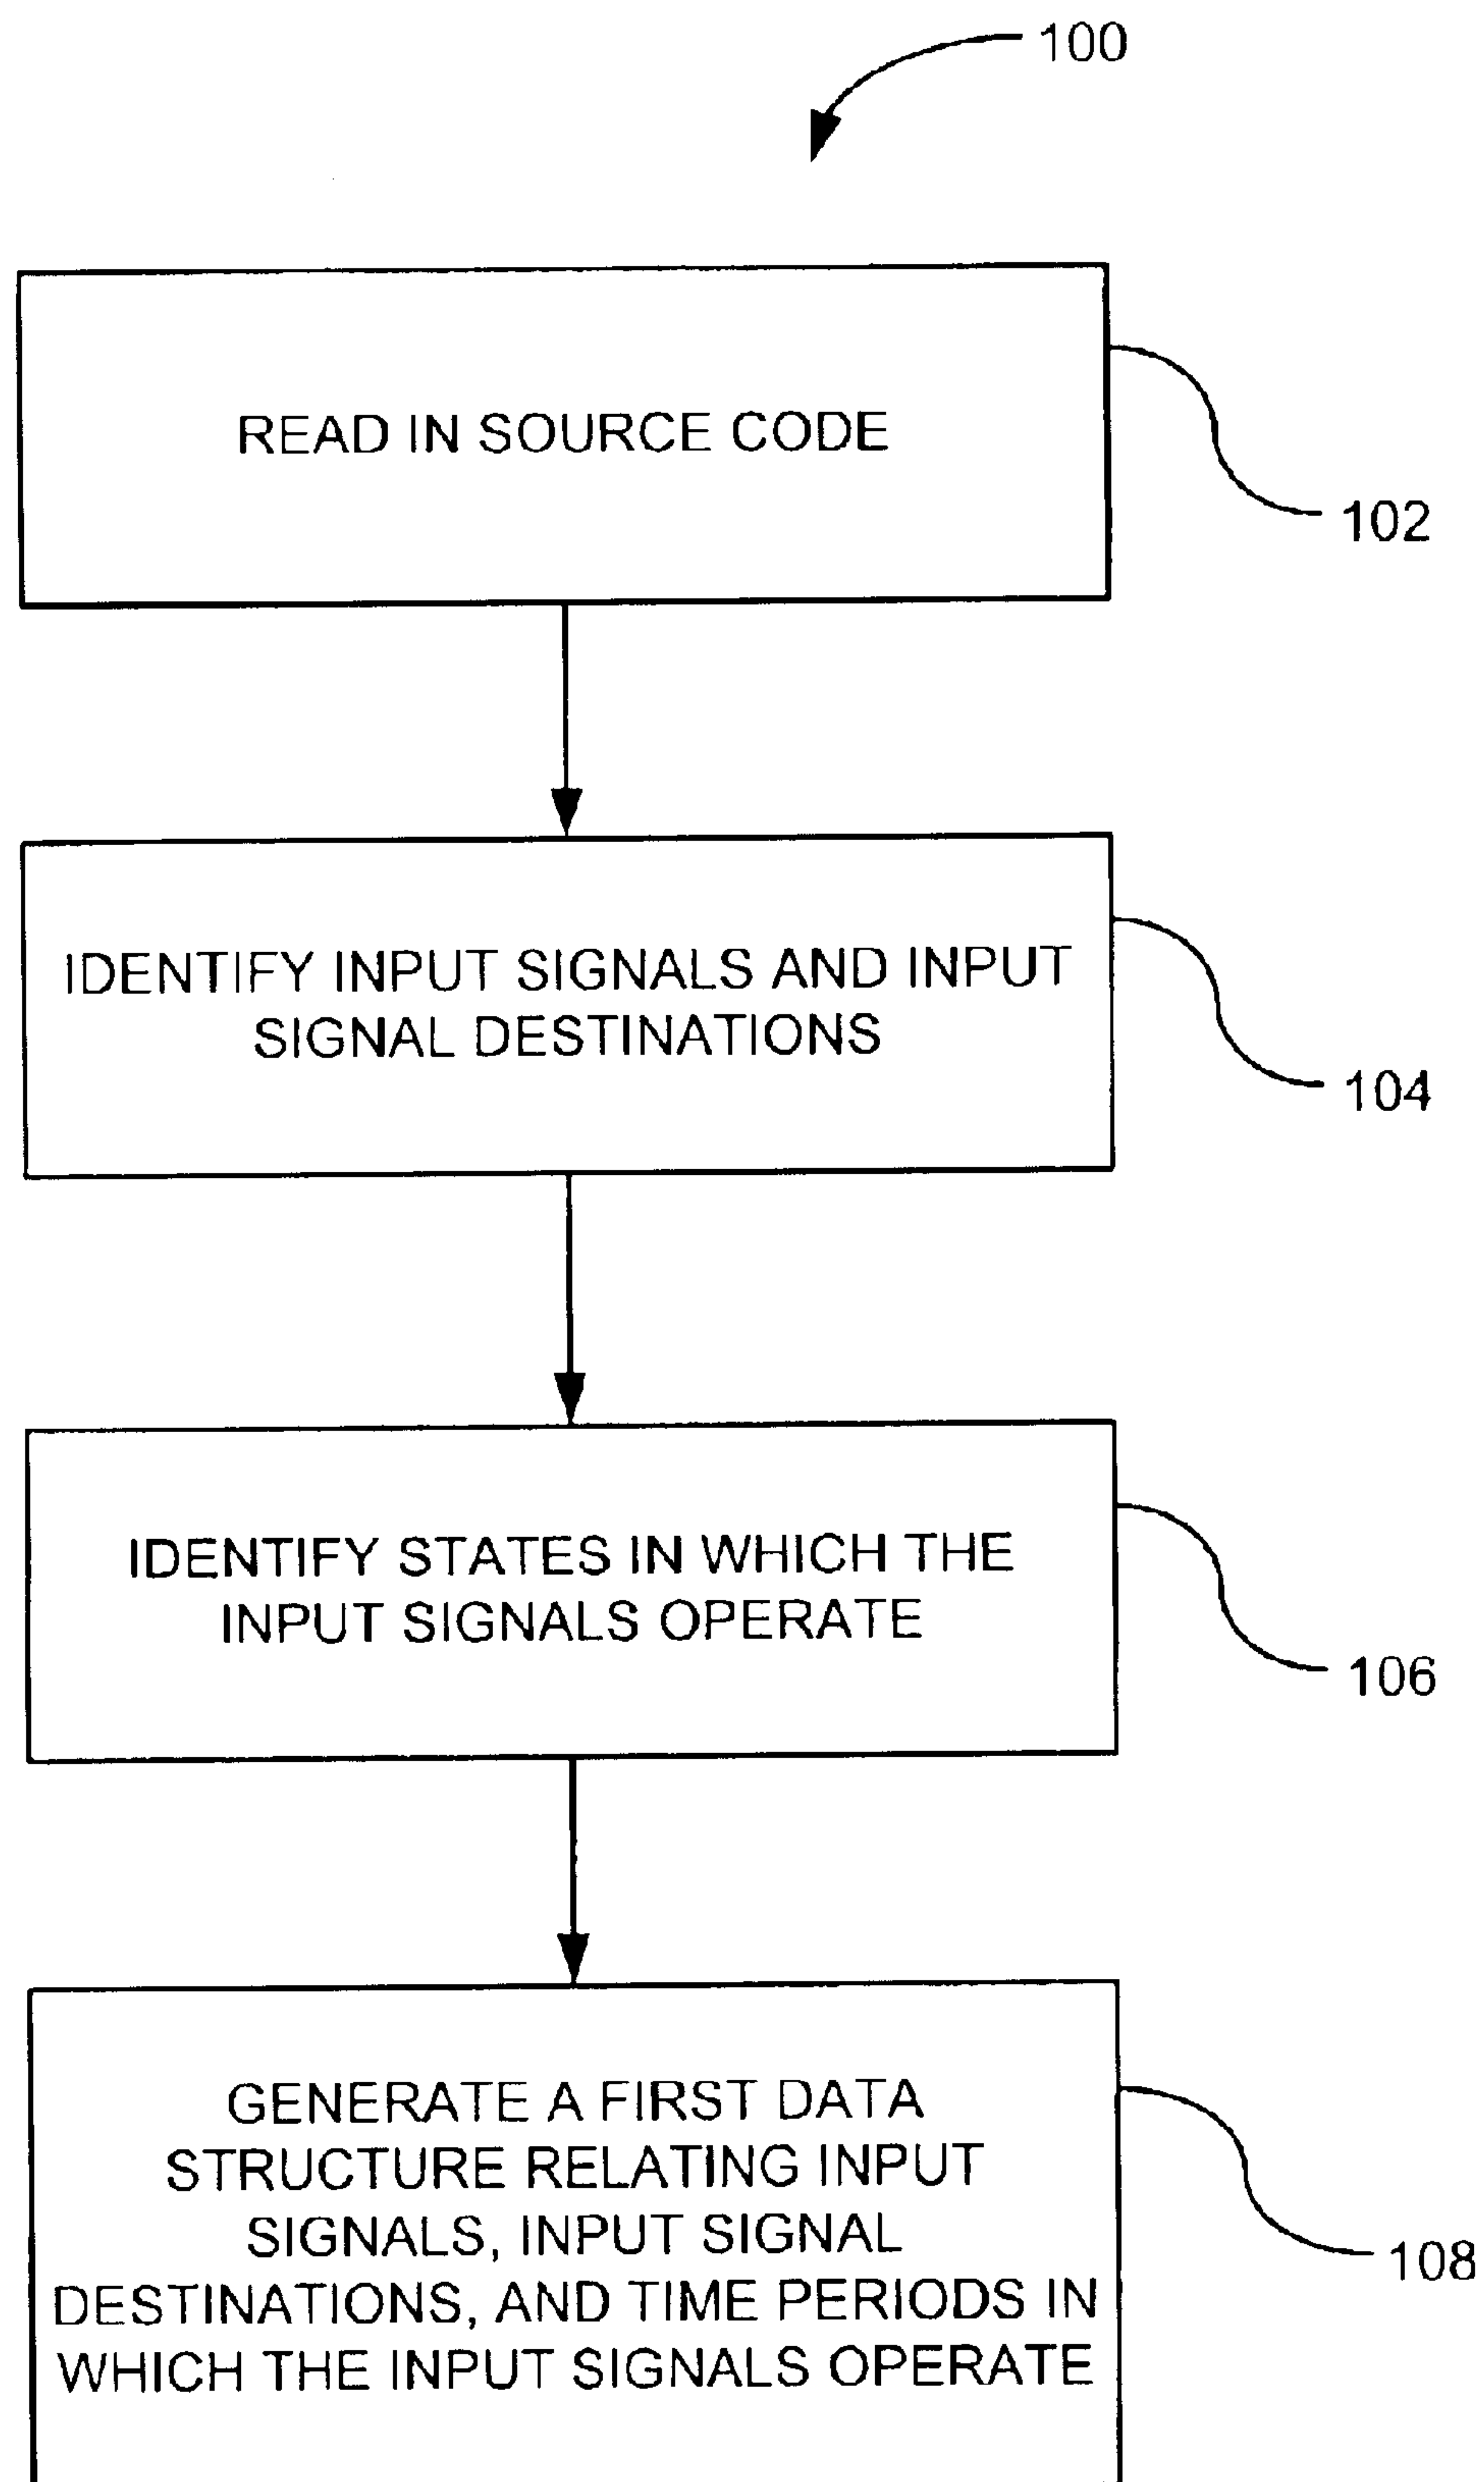 100
READ IN SOURCE CODE
102
IDENTIFY INPUT SIGNALS AND INPUT
SIGNAL DESTINATIONS
104
IDENTIFY STATES IN WHICH THE
INPUT SIGNALS OPERATE
106
GENERATE A FIRST DATA
STRUCTURE RELATING INPUT
SIGNALS, INPUT SIGNAL
DESTINATIONS, AND TIME PERIODS IN
WHICH THE INPUT SIGNALS OPERATE
108